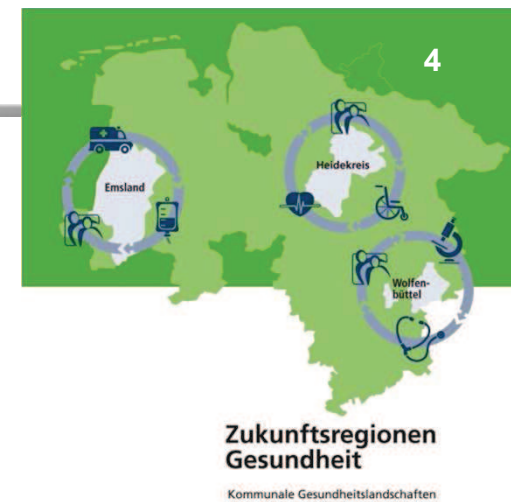 4
Heidekreis
Emsland
Wolfen-
büttel
Zukunftsregionen
Gesundheit
Kommunale Gesundheitslandschaften